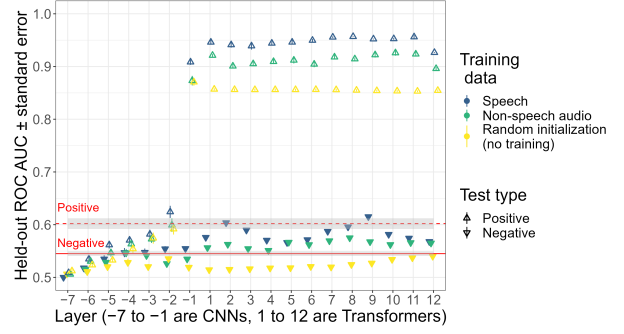 Held-out ROC AUC ± standard error
1.0
0.9
0.8
0.7
0.6
0.5
Positive
Negative
−7 −6 −5 −4 −3 −2 −1 1 2 3 4 5 6 7 8 9 10 11 12
Layer (−7 to −1 are CNNs, 1 to 12 are Transformers)
Training
data
Speech
Non-speech audio
Random initialization
(no training)
Test type
Positive
Negative